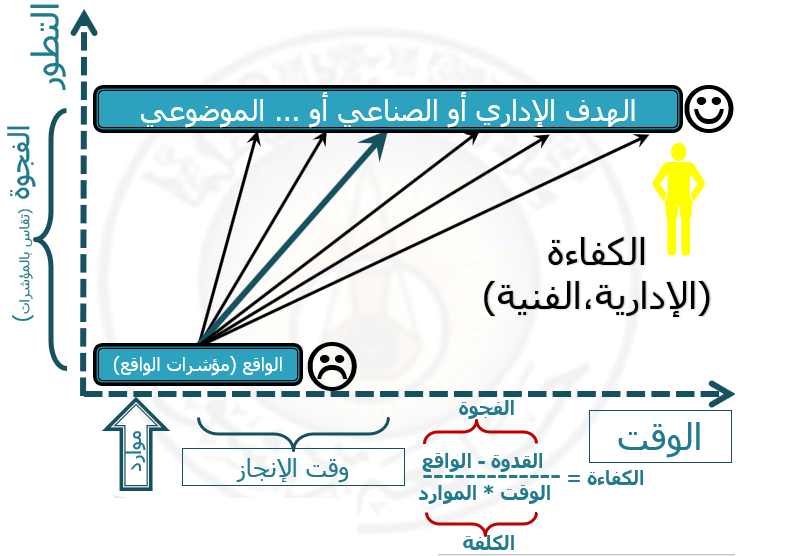 التطور
الهدف الإداري أو الصناعي أو ... الموضوعي
الفجوة
(تقاس بالمؤشرات)
الكفاءة
(الإدارية،الفنية)
الواقع (مؤشرات الواقع)
موارد
وقت الإنجاز
الوقت
الفجوة
القدوة - الواقع
الكفاءة =
الوقت * الموارد
الكلفة